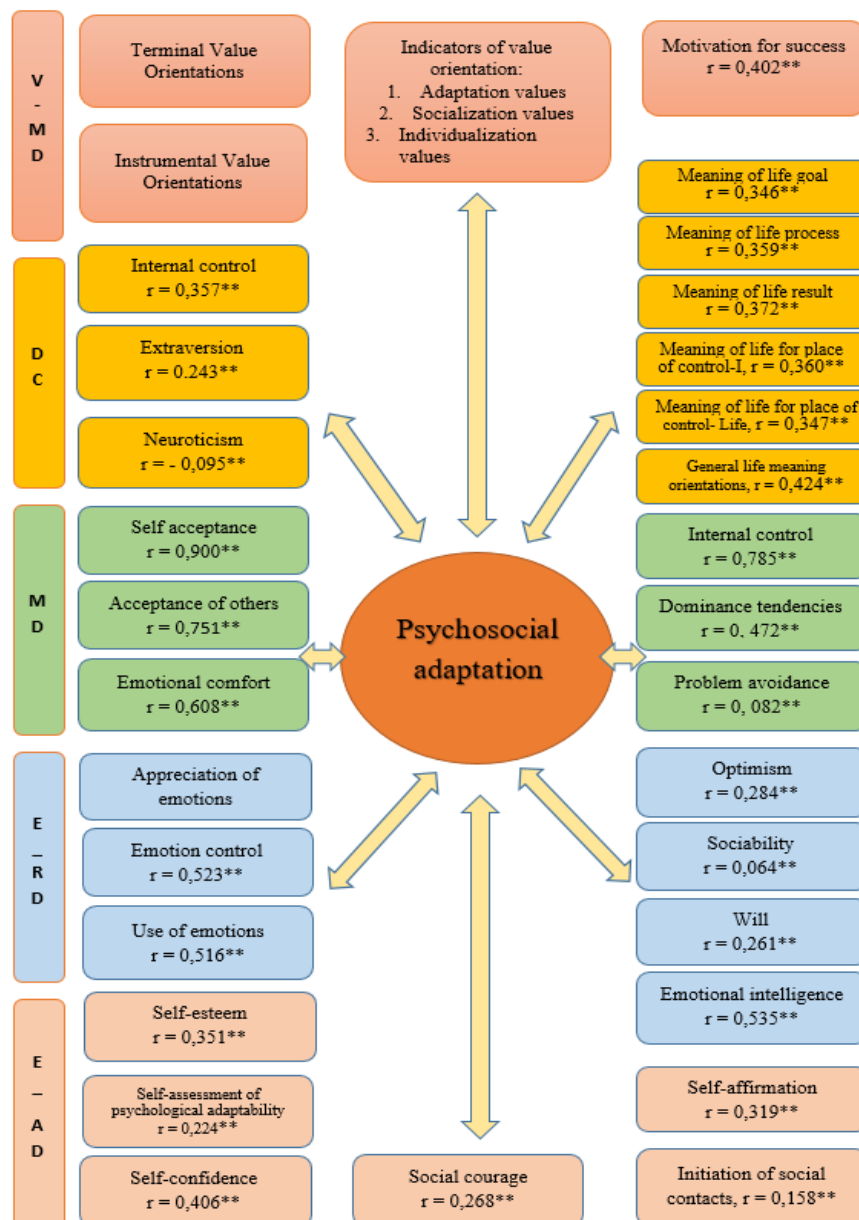 V
-
M
D
Terminal Value
Orientations
Instrumental Value
Orientations
Indicators of value
orientation:
1. Adaptation values
2. Socialization values
3. Individualization
values
Motivation for success
r = 0,402**
D
C
Internal control
r = 0,357**
Extraversion
r = 0.243**
Neuroticism
r = - 0,095**
Meaning of life goal
r = 0,346**
Meaning of life process
r = 0,359**
Meaning of life result
r = 0,372**
Meaning of life for place
of control-I, r = 0,360**
Meaning of life for place of
control- Life, r = 0,347**
General life meaning
orientations, r = 0,424**
M
D
Self acceptance
r = 0,900**
Acceptance of others
r = 0,751**
Emotional comfort
r = 0,608**
Psychosocial
adaptation
Internal control
r = 0,785**
Dominance tendencies
r = 0, 472**
Problem avoidance
r = 0, 082**
E
_
RD
Appreciation of
emotions
Emotion control
r = 0,523**
Use of emotions
r = 0,516**
Optimism
r = 0,284**
Sociability
r = 0,064**
Will
r = 0,261**
Emotional intelligence
r = 0,535**
E
_
AD
Self-esteem
r = 0,351**
Self-assessment of
psychological adaptability
r = 0,224**
Self-confidence
r = 0,406**
Social courage
r = 0,268**
Self-affirmation
r = 0,319**
Initiation of social
contacts, r = 0,158**